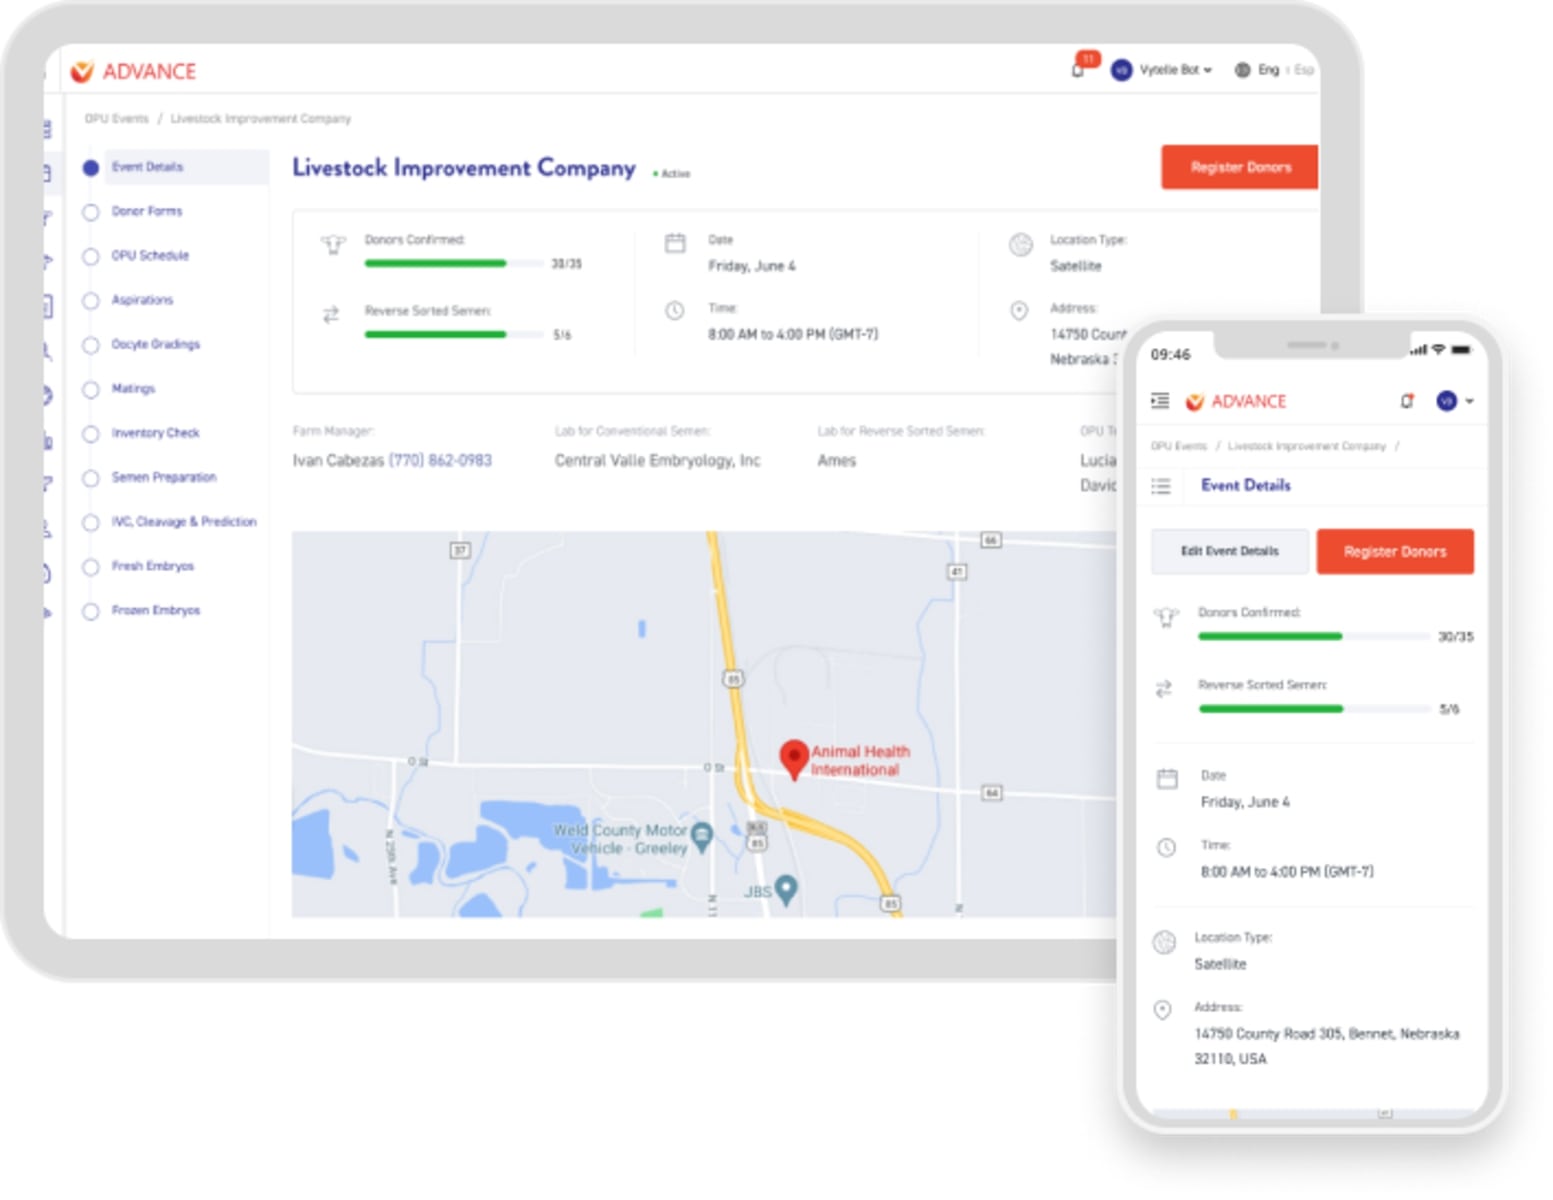 ADVANCE
11
VB
Vytelle Bot
Eng
Esp
OPU Events / Livestock Improvement Company
Event Details
Donor Forms
OPU Schedule
Aspirations
Oocyte Gradings
Matings
Inventory Check
Semen Preparation
IVC, Cleavage & Prediction
Fresh Embryos
Frozen Embryos
Livestock Improvement Company
Active
Register Donors
Donors Confirmed:
30/35
Reverse Sorted Semen:
5/6
Date
Friday, June 4
Time:
8:00 AM to 4:00 PM (GMT-7)
Location Type:
Satellite
Address:
14750
Nebraska
Farm Manager:
Ivan Cabezas (770) 862-0983
Lab for Conventional Semen:
Central Valle Embryology, Inc
Lab for Reverse Sorted Semen:
Ames
OPU
37
66
41
85
O St
O St
Animal Health
International
64
Weld County Motor
Vehicle - Greeley
85
JBS
85
N 25th Ave
N 11
N
09:46
ADVANCE
VB
OPU Events / Livestock Improvement Company /
Event Details
Edit Event Details
Register Donors
Donors Confirmed:
30/35
Reverse Sorted Semen:
5/6
Date
Friday, June 4
Time:
8:00 AM to 4:00 PM (GMT-7)
Location Type:
Satellite
Address:
14750 County Road 305, Bennet, Nebraska
32110, USA